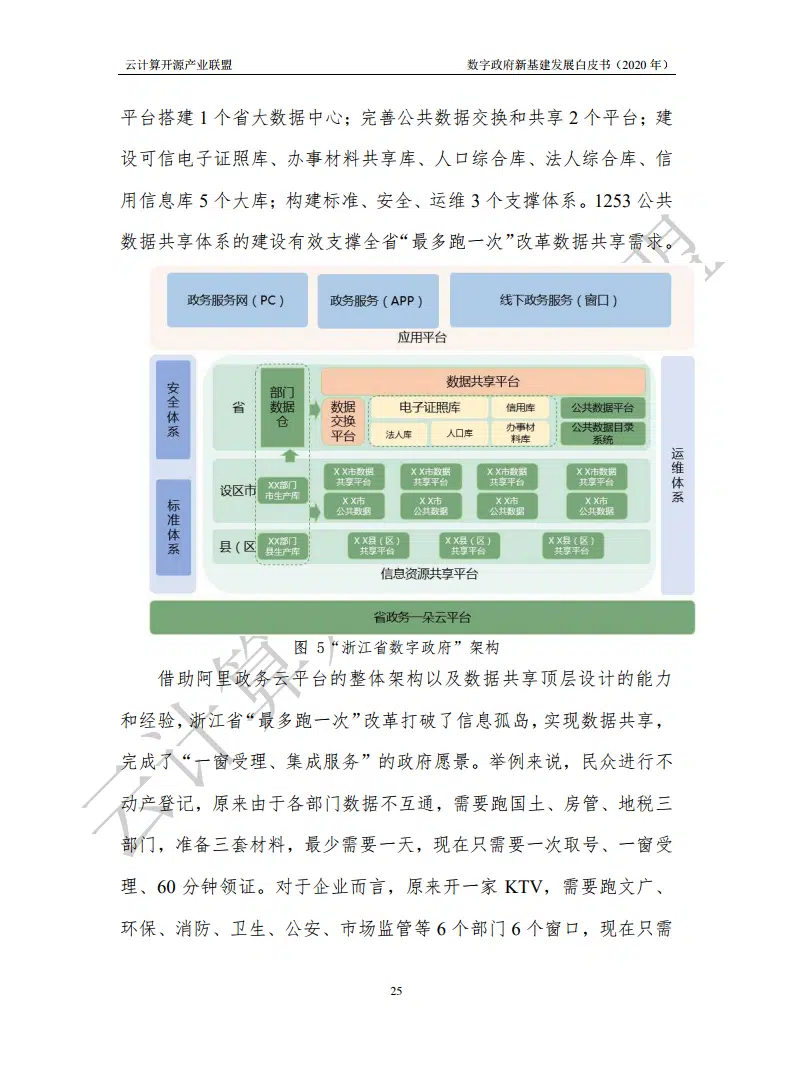 云计算开源产业联盟 数字政府新基建发展白皮书（2020 年）
平台搭建 1 个省大数据中心；完善公共数据交换和共享 2 个平台；建
设可信电子证照库、办事材料共享库、人口综合库、法人综合库、信
用信息库 5 个大库；构建标准、安全、运维 3 个支撑体系。1253 公共
数据共享体系的建设有效支撑全省“最多跑一次”改革数据共享需求。
政务服务网（PC） 政务服务（APP） 线下政务服务（窗口）
应用平台
安全体系
标准体系
运维体系
省
部门
数据
仓
数据共享平台
数据
交换
平台
电子证照库 信用库
法人库 人口库 办事材
料库
公共数据平台
公共数据目录
系统
设区市
XX部门
市生产库
X X市数据
共享平台
X X市数据
共享平台
X X市数据
共享平台
X X市数据
共享平台
X X市
公共数据
X X市
公共数据
X X市
公共数据
X X市
公共数据
县（区
XX部门
县生产库
X X县（区）
共享平台
X X县（区）
共享平台
X X县（区）
共享平台
信息资源共享平台
省政务一朵云平台
图 5“浙江省数字政府”架构
借助阿里政务云平台的整体架构以及数据共享顶层设计的能力
和经验，浙江省“最多跑一次”改革打破了信息孤岛，实现数据共享，
完成了“一窗受理、集成服务”的政府愿景。举例来说，民众进行不
动产登记，原来由于各部门数据不互通，需要跑国土、房管、地税三
部门，准备三套材料，最少需要一天，现在只需要一次取号、一窗受
理、60 分钟领证。对于企业而言，原来开一家 KTV，需要跑文广、
环保、消防、卫生、公安、市场监管等 6 个部门 6 个窗口，现在只需
25
云计算
盟